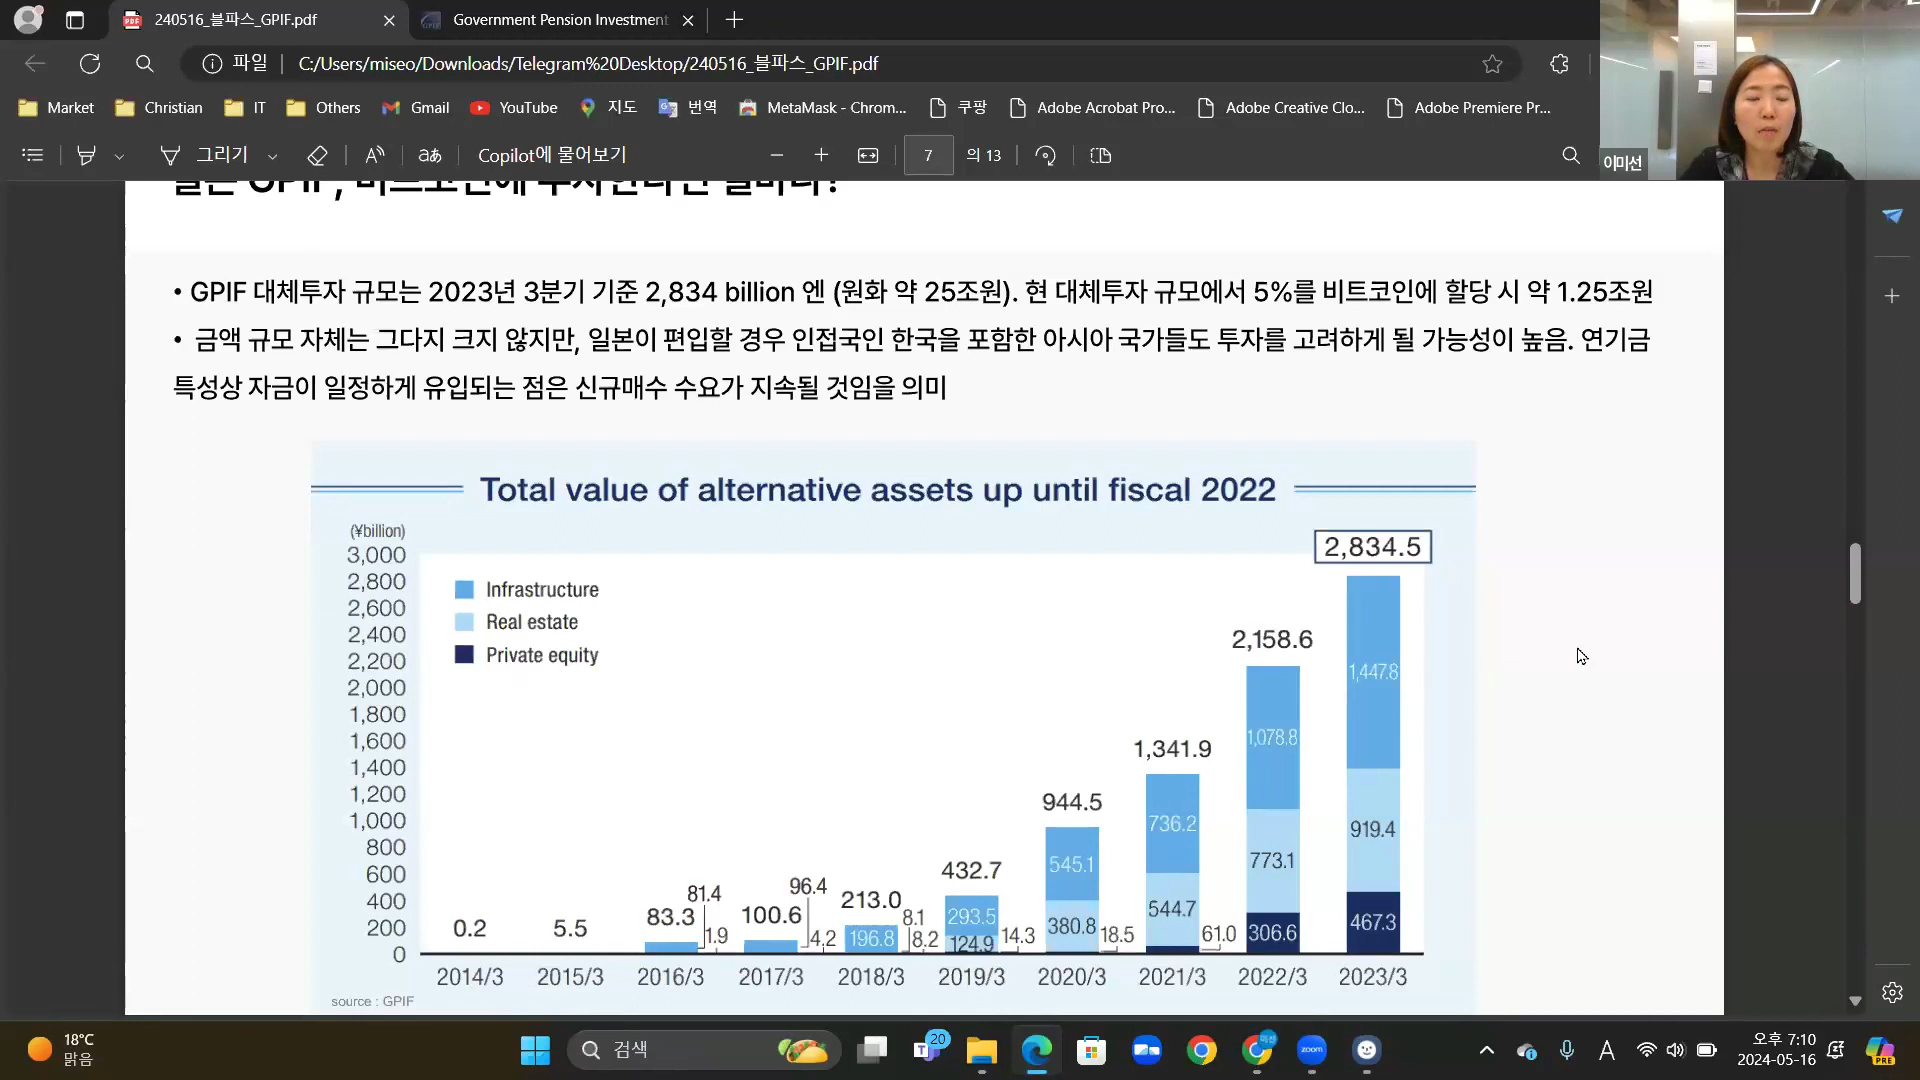 240516_블파스_GPIF.pdf
Government Pension Investment
파일
C:/Users/miseo/Downloads/Telegram%20Desktop/240516_블파스_GPIF.pdf
Market
Christian
IT
Others
Gmail
YouTube
지도
번역
MetaMask - Chrom...
쿠팡
Adobe Acrobat Pro...
Adobe Creative Clo...
Adobe Premiere Pr...
그리기
aあ
Copilot에 물어보기
7
의 13
이미선
• GPIF 대체투자 규모는 2023년 3분기 기준 2,834 billion 엔 (원화 약 25조원). 현 대체투자 규모에서 5%를 비트코인에 할당 시 약 1.25조원
• 금액 규모 자체는 그다지 크지 않지만, 일본이 편입할 경우 인접국인 한국을 포함한 아시아 국가들도 투자를 고려하게 될 가능성이 높음. 연기금
특성상 자금이 일정하게 유입되는 점은 신규매수 수요가 지속될 것임을 의미
Total value of alternative assets up until fiscal 2022
(¥billion)
3,000
2,800
2,600
2,400
2,200
2,000
1,800
1,600
1,400
1,200
1,000
800
600
400
200
0
Infrastructure
Real estate
Private equity
0.2
5.5
83.3
81.4
1.9
100.6
96.4
4.2
213.0
196.8
8.1
8.2
432.7
293.5
124.9
14.3
944.5
545.1
380.8
18.5
1,341.9
736.2
544.7
61.0
2,158.6
1,078.8
773.1
306.6
2,834.5
1,447.8
919.4
467.3
2014/3
2015/3
2016/3
2017/3
2018/3
2019/3
2020/3
2021/3
2022/3
2023/3
source : GPIF
18°C
맑음
검색
20
미선
zoom
A
오후 7:10
2024-05-16
PRE